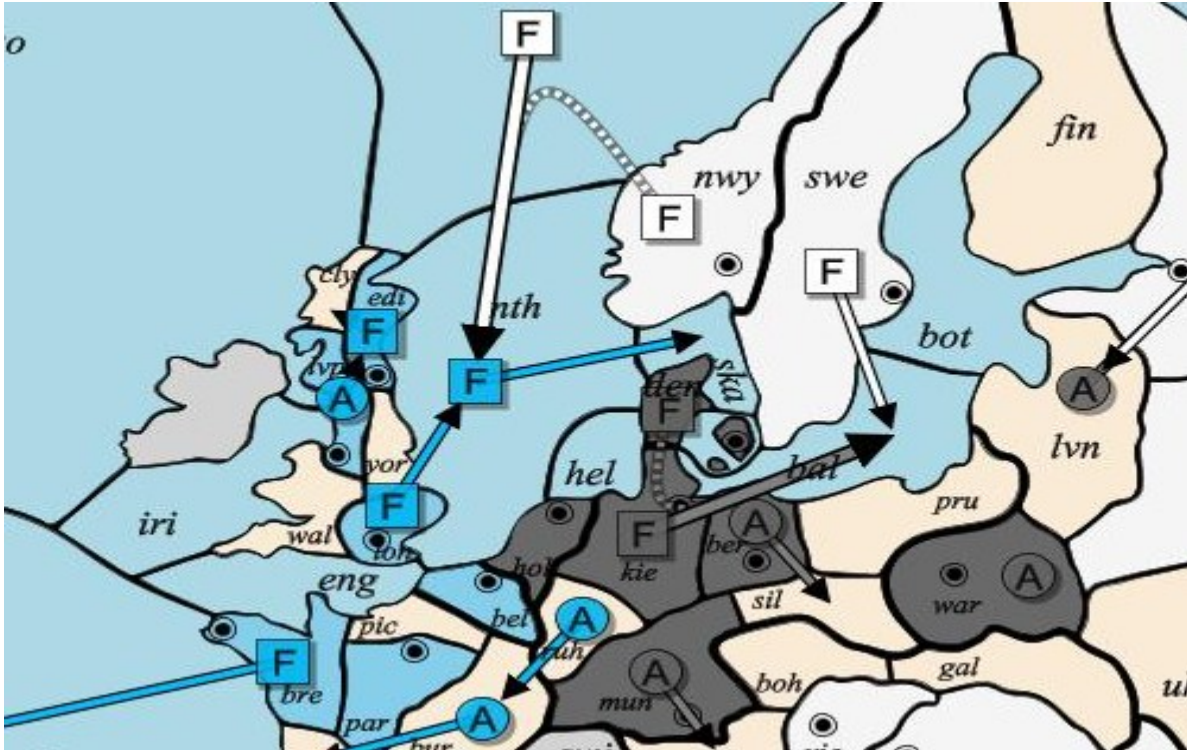 o
F
fin
nwy
swe
F
F
cly
edi
nth
F
bot
lvp
F
ska
den
A
F
F
A
yor
lvn
hel
bal
F
pru
iri
wal
lon
F
A
ber
A
hol
kie
war
eng
sil
bel
A
pic
ruh
F
A
gal
bre
mun
boh
par
A
bur